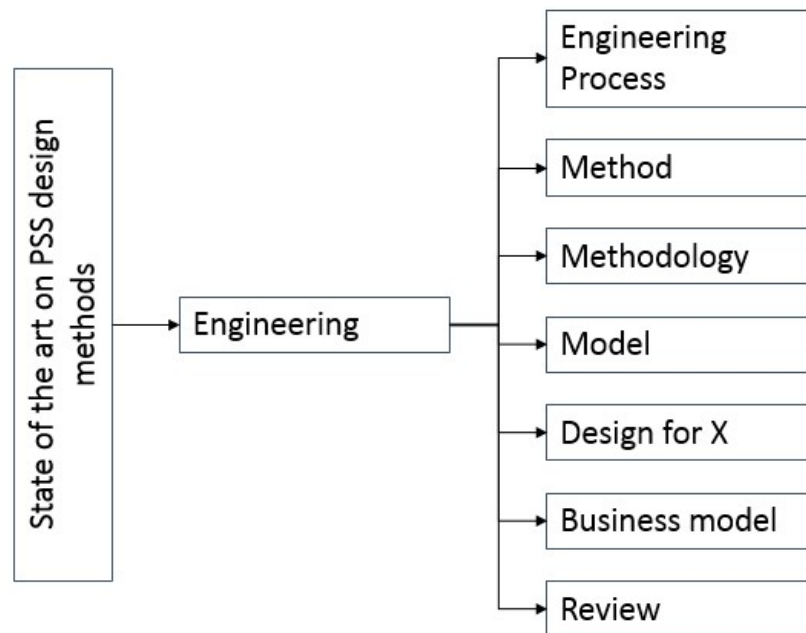 State of the art on PSS design
methods
Engineering
Engineering
Process
Method
Methodology
Model
Design for X
Business model
Review